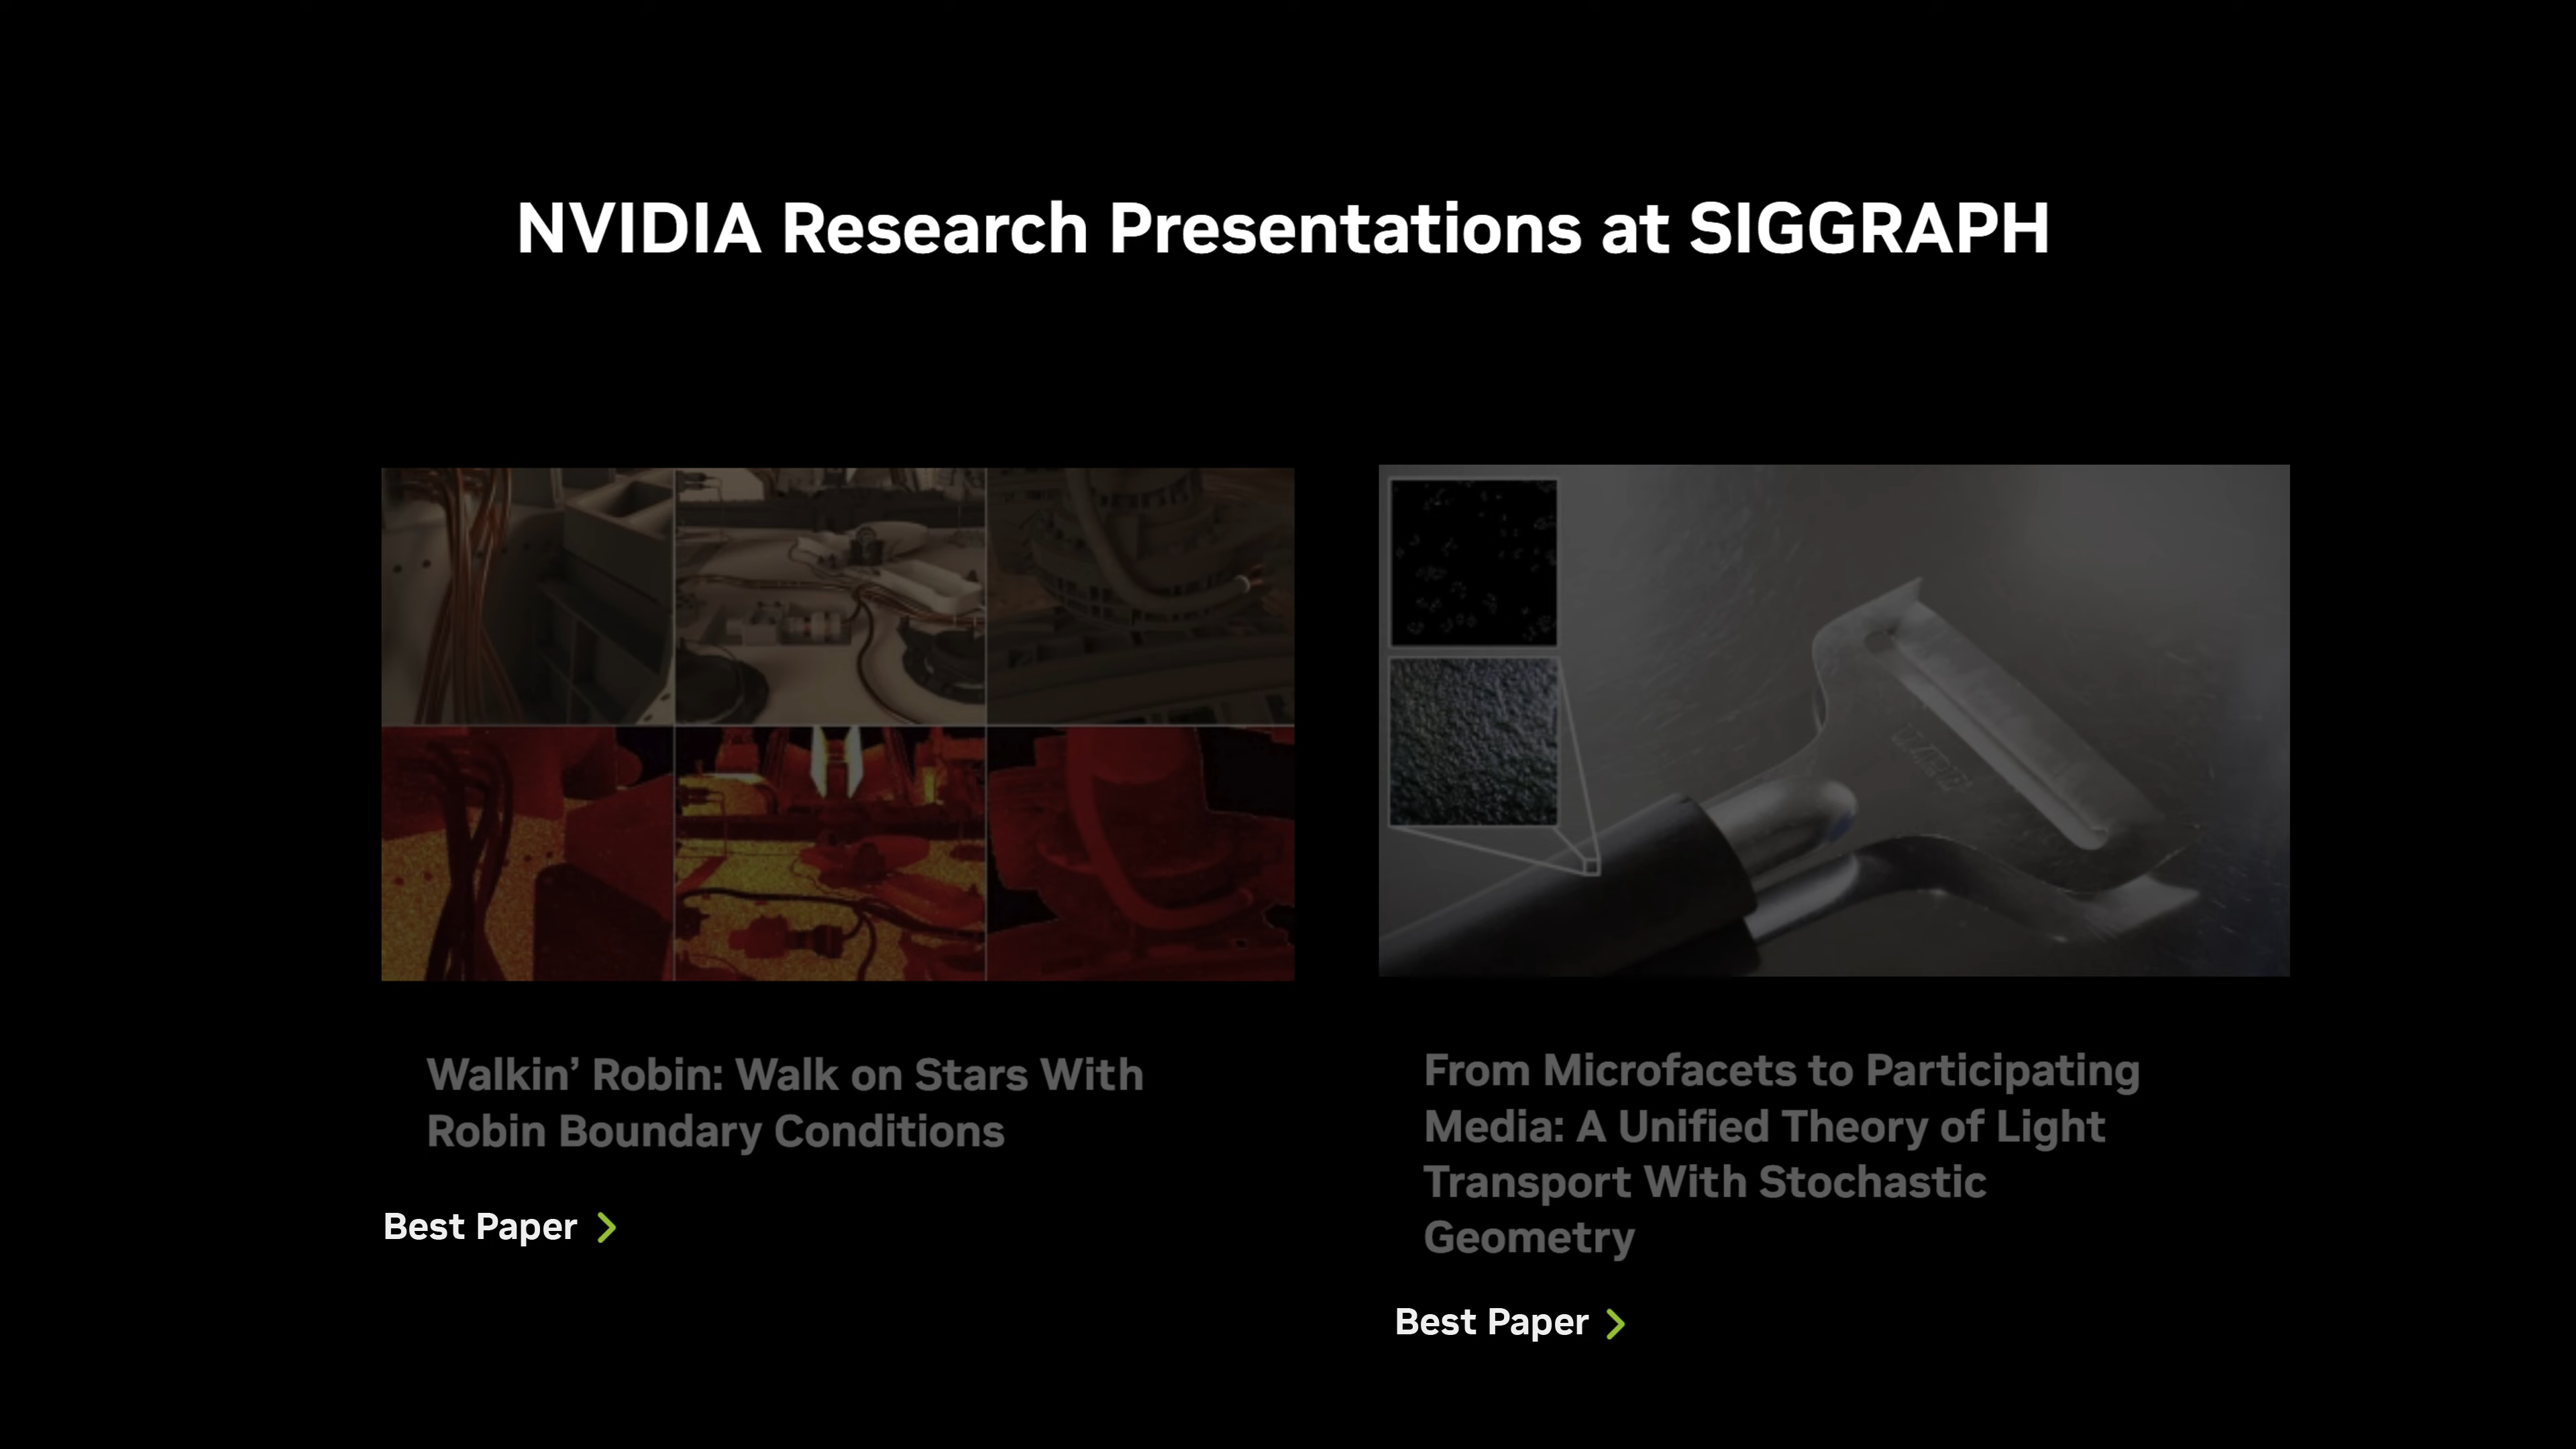 NVIDIA Research Presentations at SIGGRAPH
Walkin’ Robin: Walk on Stars With
Robin Boundary Conditions
Best Paper
From Microfacets to Participating
Media: A Unified Theory of Light
Transport With Stochastic
Geometry
Best Paper